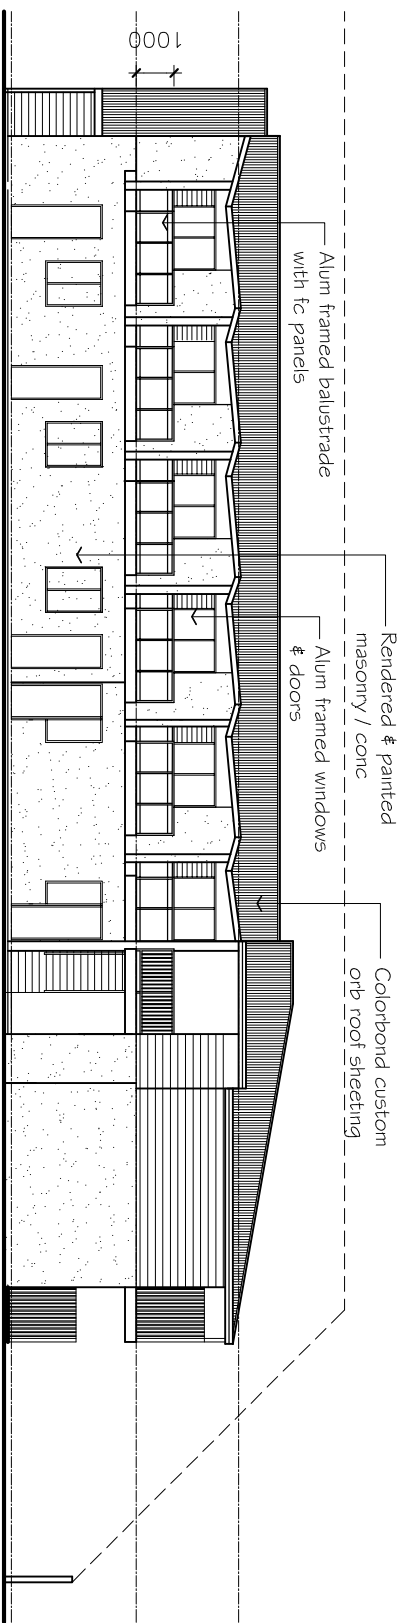 1000
Alum framed balustrade
with fc panels
Rendered & painted
masonry / conc
Alum framed windows
& doors
Colorbond custom
orb roof sheeting